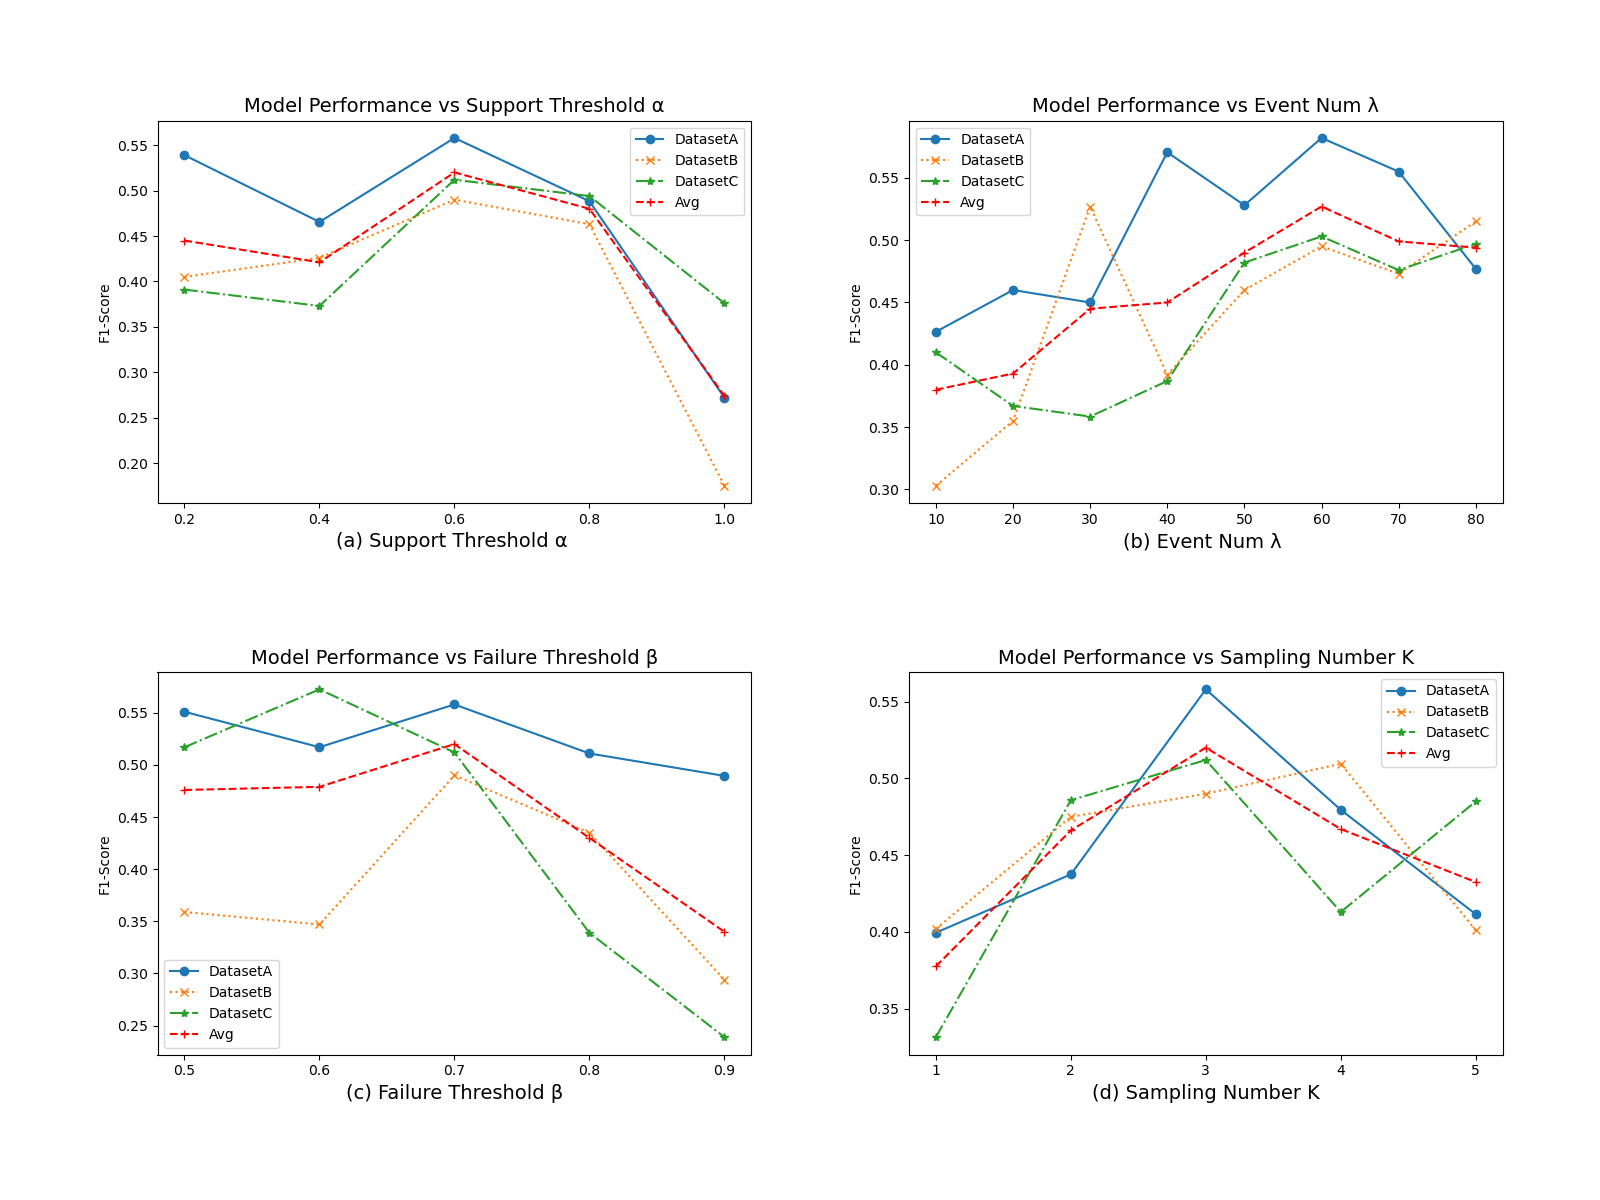 Model Performance vs Support Threshold α
F1-Score
0.55
0.50
0.45
0.40
0.35
0.30
0.25
0.20
DatasetA
DatasetB
DatasetC
Avg
0.2 0.4 0.6 0.8 1.0
(a) Support Threshold α
Model Performance vs Event Num λ
F1-Score
0.55
0.50
0.45
0.40
0.35
0.30
DatasetA
DatasetB
DatasetC
Avg
10 20 30 40 50 60 70 80
(b) Event Num λ
Model Performance vs Failure Threshold β
F1-Score
0.55
0.50
0.45
0.40
0.35
0.30
0.25
DatasetA
DatasetB
DatasetC
Avg
0.5 0.6 0.7 0.8 0.9
(c) Failure Threshold β
Model Performance vs Sampling Number K
F1-Score
0.55
0.50
0.45
0.40
0.35
DatasetA
DatasetB
DatasetC
Avg
1 2 3 4 5
(d) Sampling Number K